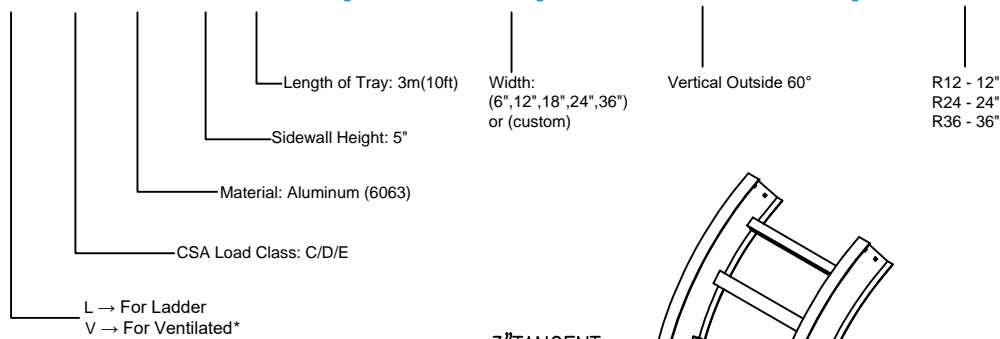 Length of Tray: 3m(10ft)
Width:
(6",12",18",24",36")
or (custom)
Vertical Outside 60°
R12 - 12"
R24 - 24"
R36 - 36"
Sidewall Height: 5"
Material: Aluminum (6063)
CSA Load Class: C/D/E
L → For Ladder
V → For Ventilated*